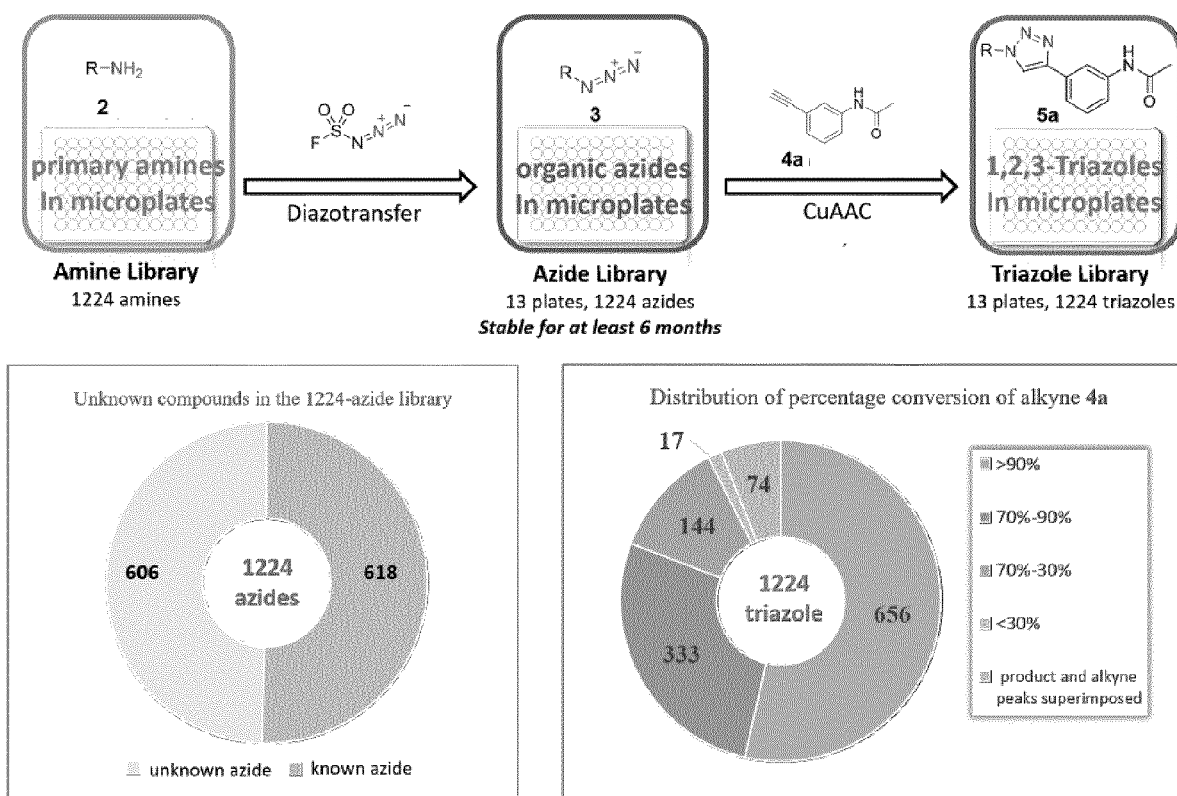 R-NH2
2
primary amines
In microplates
Amine Library
1224 amines
O O
F S N N N
+ −
Diazotransfer
R N N N
+ −
3
organic azides
In microplates
Azide Library
13 plates, 1224 azides
Stable for at least 6 months
H
N
O
4a
CuAAC
R N N N
H
N
O
5a
1,2,3-Triazoles
In microplates
Triazole Library
13 plates, 1224 triazoles
Unknown compounds in the 1224-azide library
606
1224
azides
618
unknown azide
known azide
Distribution of percentage conversion of alkyne 4a
17
74
144
333
656
1224
triazole
>90%
70%-90%
70%-30%
<30%
product and alkyne
peaks superimposed